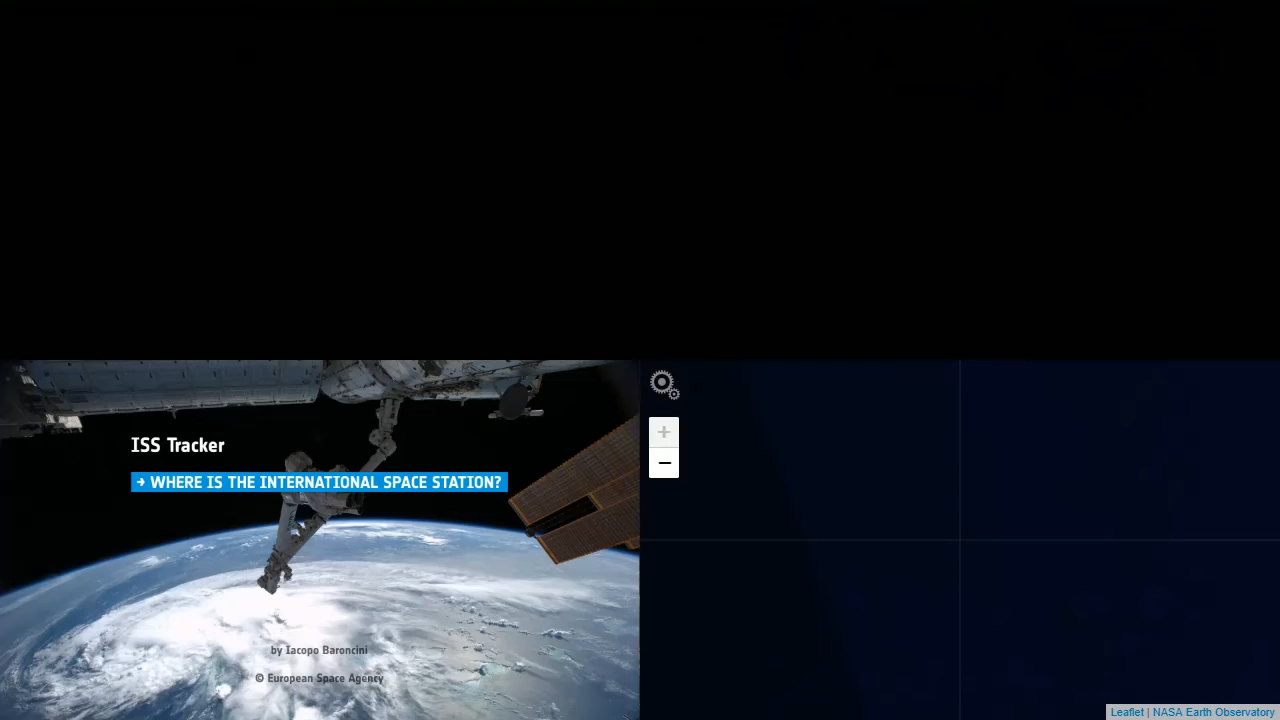 ISS Tracker
→ WHERE IS THE INTERNATIONAL SPACE STATION?
by Iacopo Baroncini
© European Space Agency
+
−
Leaflet | NASA Earth Observatory